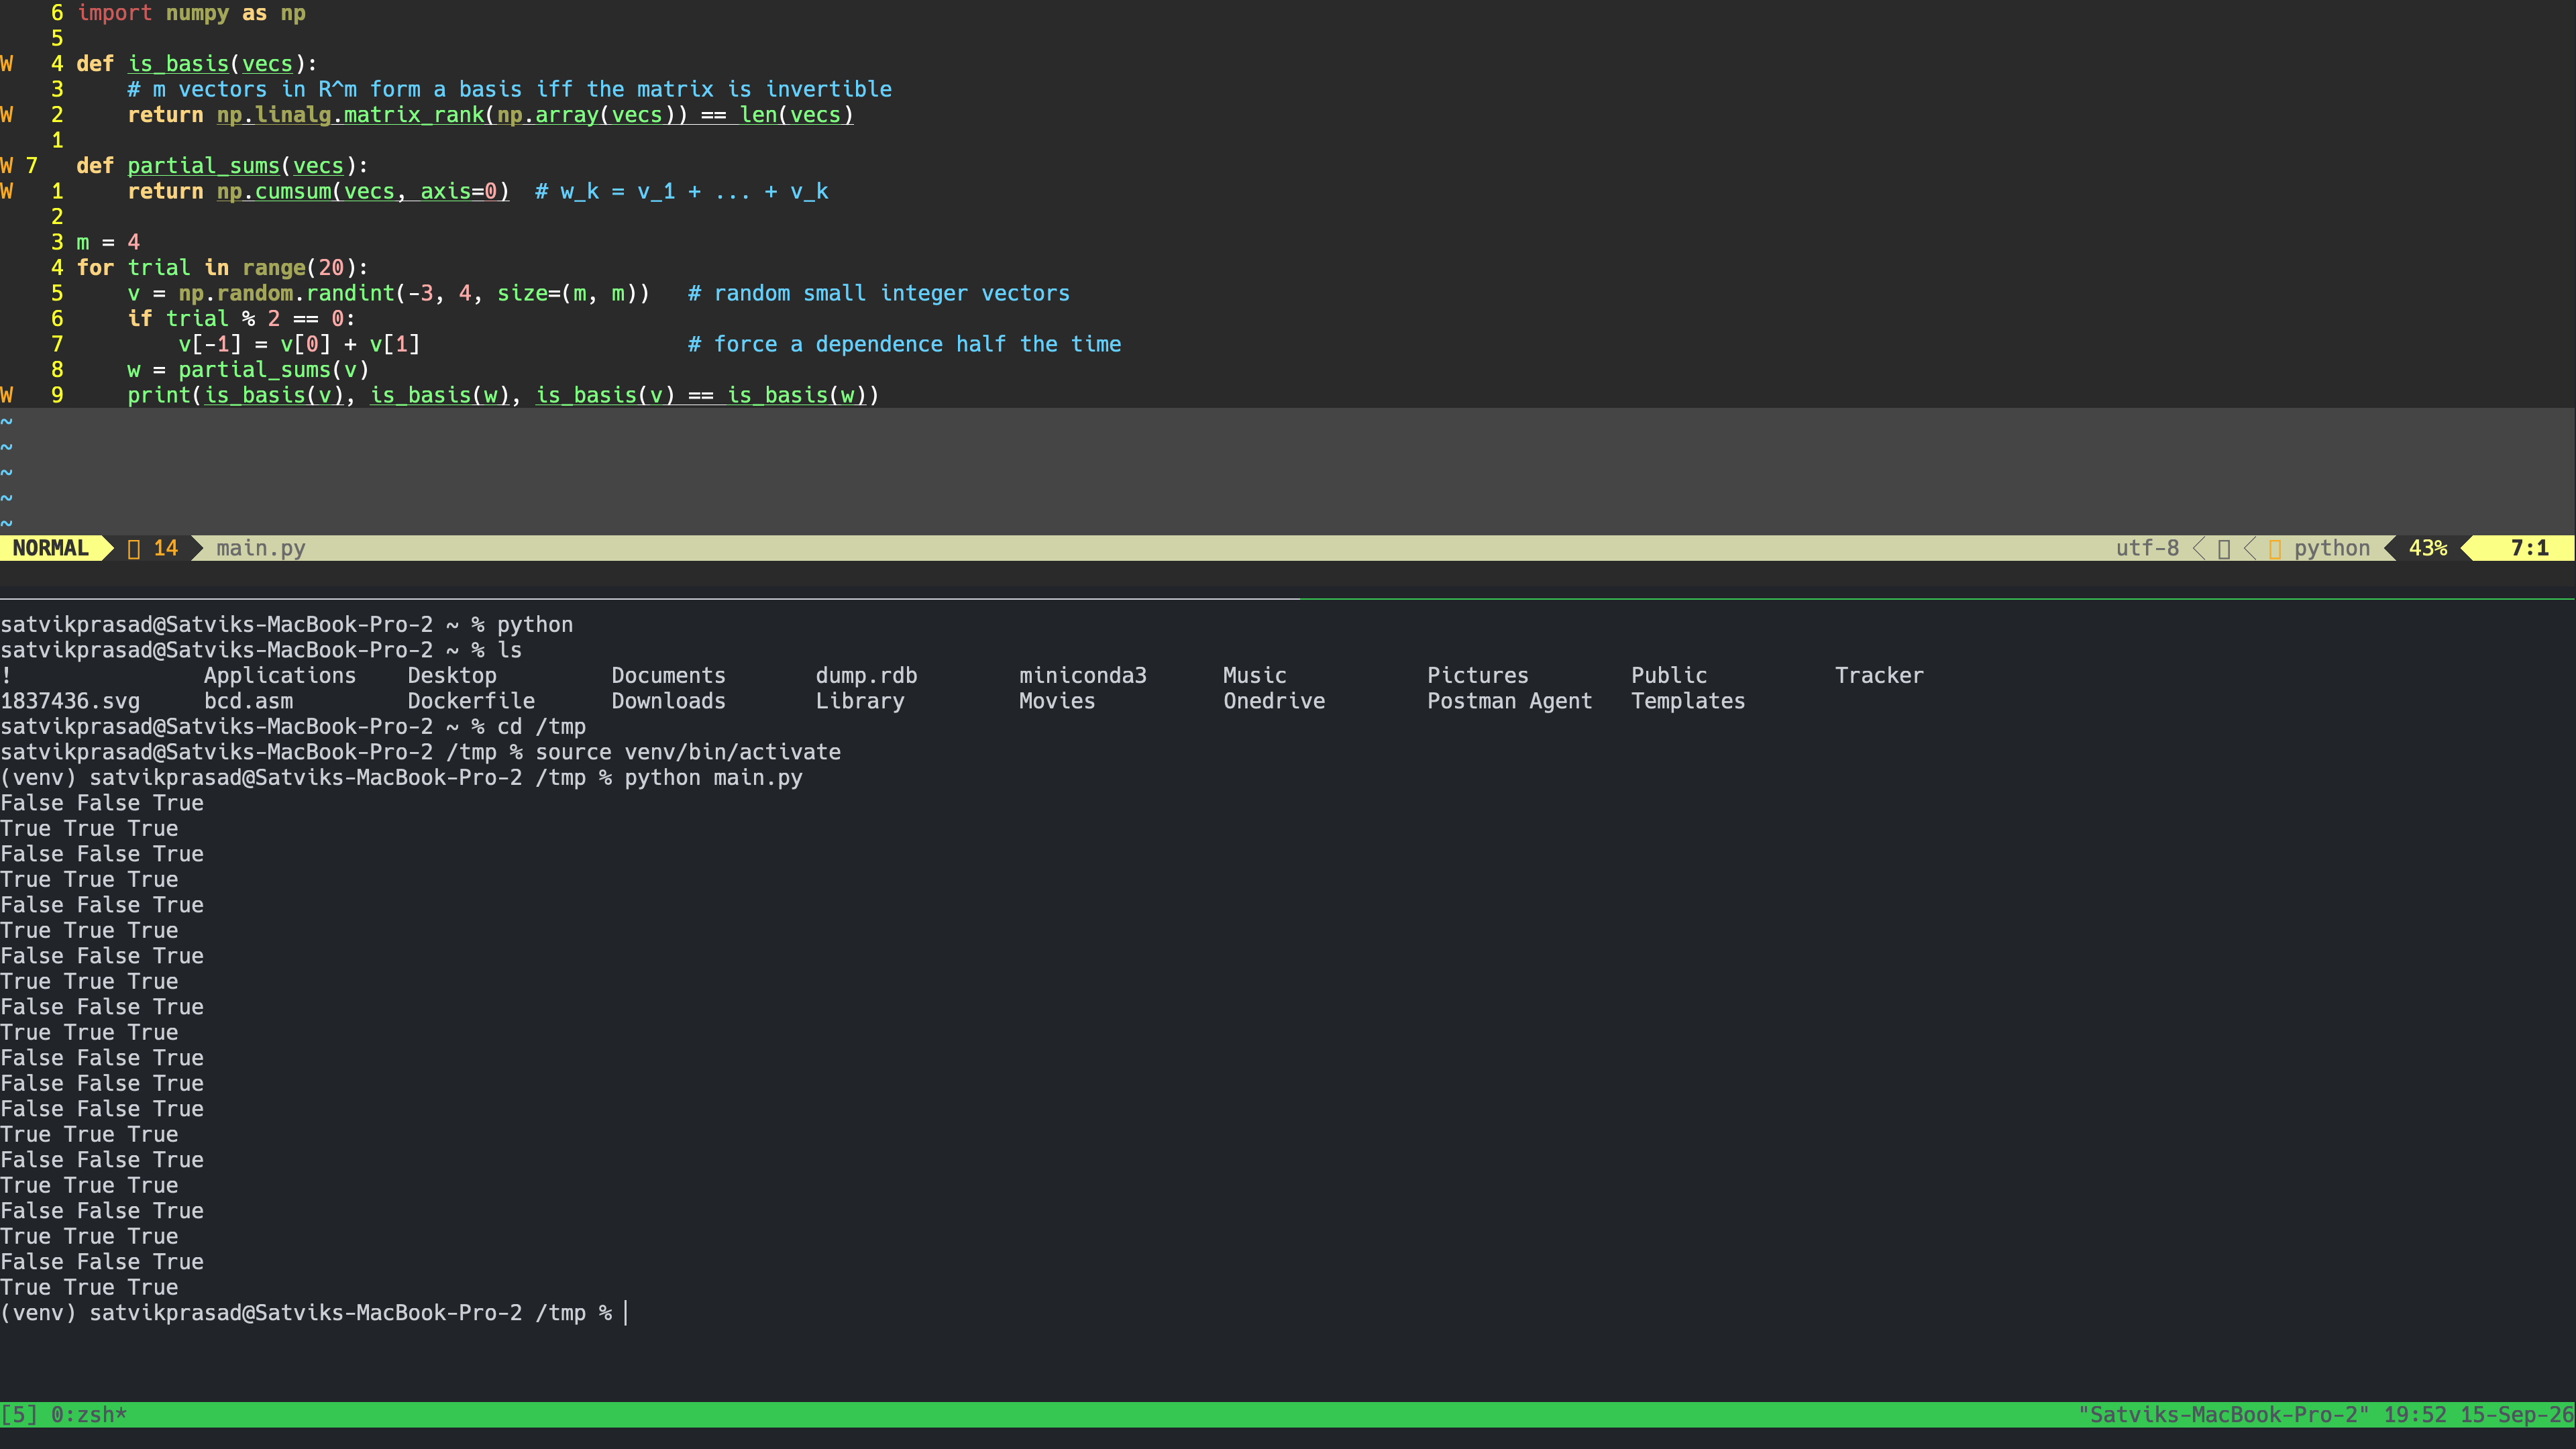 6 import numpy as np
5
W 4 def is_basis(vecs):
3 # m vectors in R^m form a basis iff the matrix is invertible
W 2 return np.linalg.matrix_rank(np.array(vecs)) == len(vecs)
1
W 7 def partial_sums(vecs):
W 1 return np.cumsum(vecs, axis=0)  # w_k = v_1 + ... + v_k
2
3 m = 4
4 for trial in range(20):
5 v = np.random.randint(-3, 4, size=(m, m))   # random small integer vectors
6 if trial % 2 == 0:
7 v[-1] = v[0] + v[1]                     # force a dependence half the time
8 w = partial_sums(v)
W 9 print(is_basis(v), is_basis(w), is_basis(v) == is_basis(w))
~
~
~
~
~
NORMAL 14 main.py utf-8 python 43% 7:1
satvikprasad@Satviks-MacBook-Pro-2 ~ % python
satvikprasad@Satviks-MacBook-Pro-2 ~ % ls
! Applications Desktop Documents dump.rdb miniconda3 Music Pictures Public Tracker
1837436.svg bcd.asm Dockerfile Downloads Library Movies Onedrive Postman Agent Templates
satvikprasad@Satviks-MacBook-Pro-2 ~ % cd /tmp
satvikprasad@Satviks-MacBook-Pro-2 /tmp % source venv/bin/activate
(venv) satvikprasad@Satviks-MacBook-Pro-2 /tmp % python main.py
False False True
True True True
False False True
True True True
False False True
True True True
False False True
True True True
False False True
True True True
False False True
False False True
False False True
True True True
False False True
True True True
False False True
True True True
False False True
True True True
(venv) satvikprasad@Satviks-MacBook-Pro-2 /tmp %
[5] 0:zsh* "Satviks-MacBook-Pro-2" 19:52 15-Sep-26